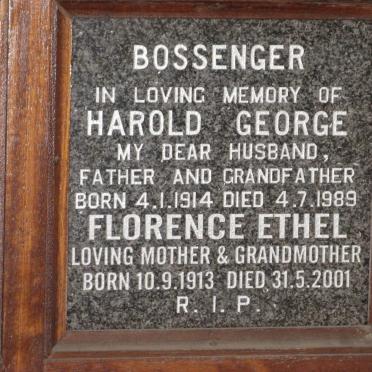 BOSSENGER
IN LOVING MEMORY OF
HAROLD GEORGE
MY DEAR HUSBAND,
FATHER AND GRANDFATHER
BORN 4.1.1914 DIED 4.7.1989
FLORENCE ETHEL
LOVING MOTHER & GRANDMOTHER
BORN 10.9.1913 DIED 31.5.2001
R. I. P.